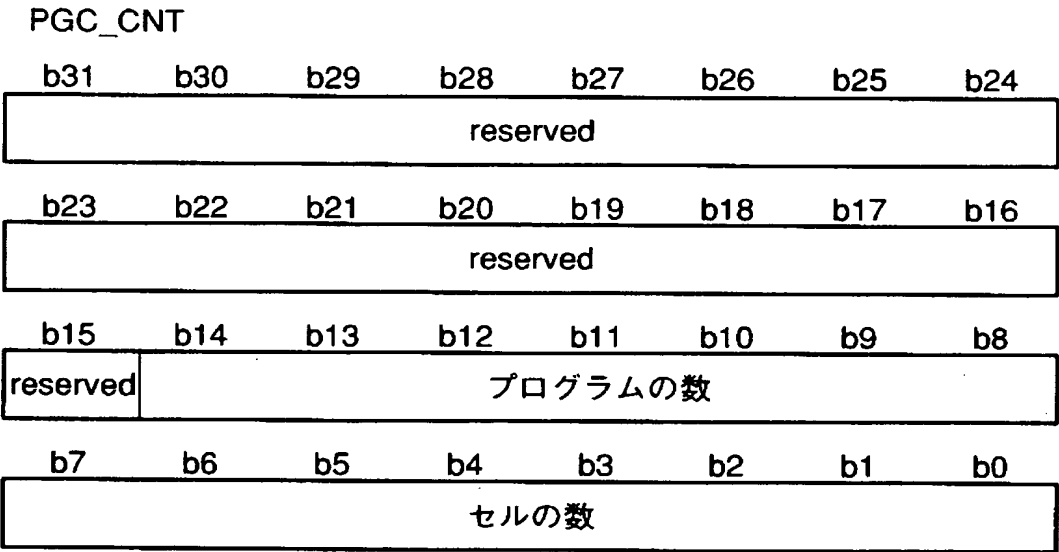 PGC_CNT
b31 b30 b29 b28 b27 b26 b25 b24
reserved
b23 b22 b21 b20 b19 b18 b17 b16
reserved
b15 b14 b13 b12 b11 b10 b9 b8
reserved プログラムの数
b7 b6 b5 b4 b3 b2 b1 b0
セルの数